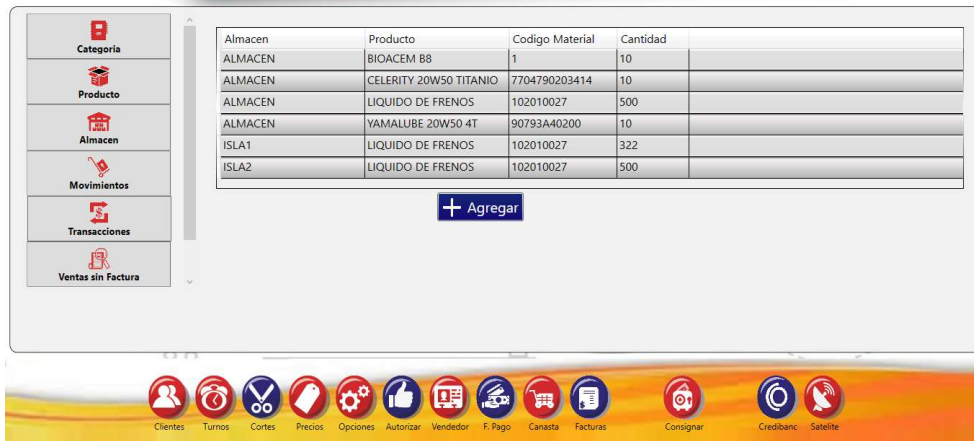 Categoria
Producto
Almacen
Movimientos
Transacciones
Ventas sin Factura
Almacen Producto Codigo Material Cantidad
ALMACEN BIOACEM B8 1 10
ALMACEN CELERITY 20W50 TITANIO 7704790203414 10
ALMACEN LIQUIDO DE FRENOS 102010027 500
ALMACEN YAMALUBE 20W50 4T 90793A40200 10
ISLA1 LIQUIDO DE FRENOS 102010027 322
ISLA2 LIQUIDO DE FRENOS 102010027 500
Agregar
Clientes Turnos Cortes Precios Opciones Autorizar Vendedor F. Pago Canasta Facturas Consignar Credibanc Satelite